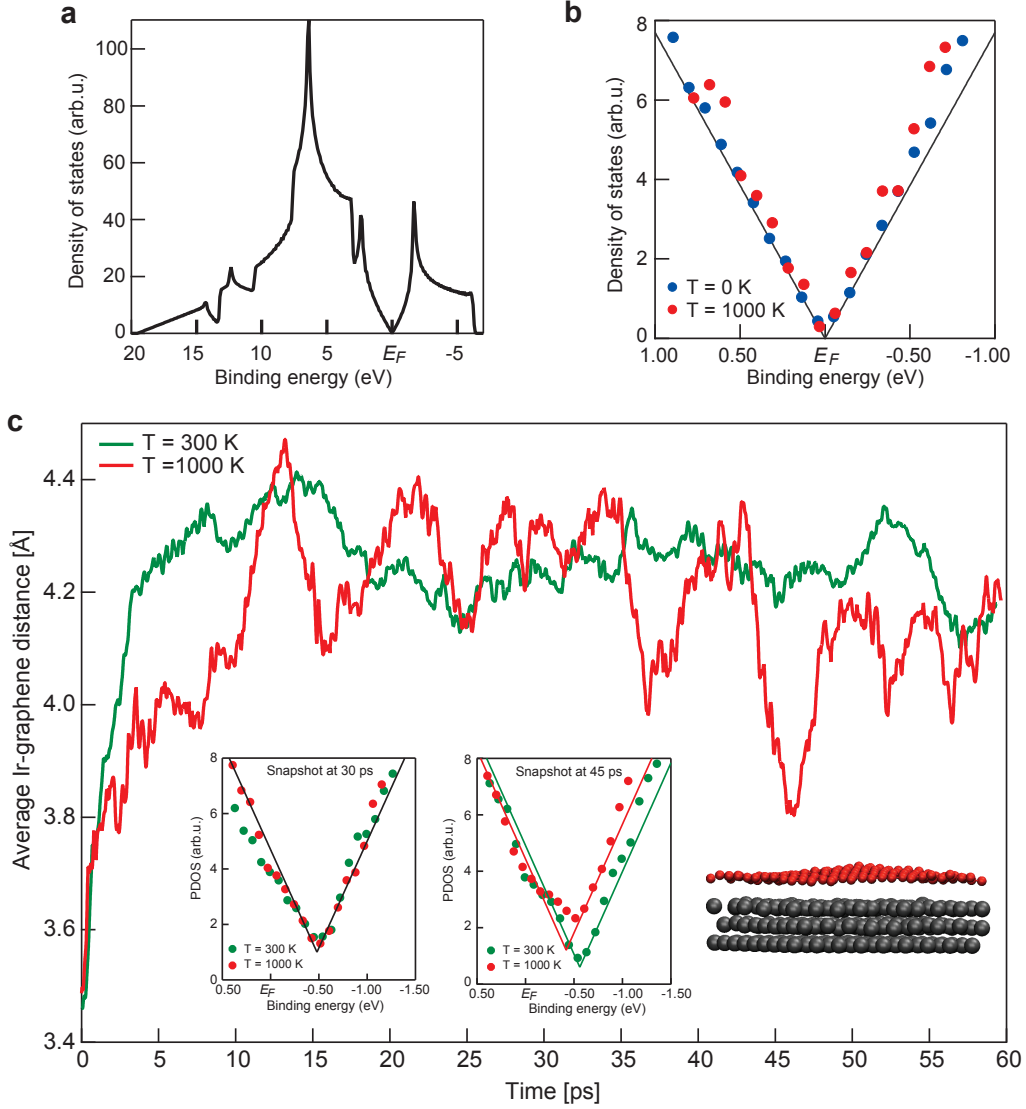 a
Density of states (arb.u.)
100
80
60
40
20
0
20
15
10
5
E_F
-5
Binding energy (eV)
b
Density of states (arb.u.)
8
6
4
2
0
T = 0 K
T = 1000 K
1.00
0.50
E_F
-0.50
-1.00
Binding energy (eV)
c
T = 300 K
T =1000 K
Average Ir-graphene distance [Å]
4.4
4.2
4.0
3.8
3.6
3.4
0
5
10
15
20
25
30
35
40
45
50
55
60
Time [ps]
Snapshot at 30 ps
PDOS (arb.u.)
8
6
4
2
0
T = 300 K
T = 1000 K
0.50
E_F
-0.50
-1.00
-1.50
Binding energy (eV)
Snapshot at 45 ps
PDOS (arb.u.)
8
6
4
2
0
T = 300 K
T = 1000 K
0.50
E_F
-0.50
-1.00
-1.50
Binding energy (eV)